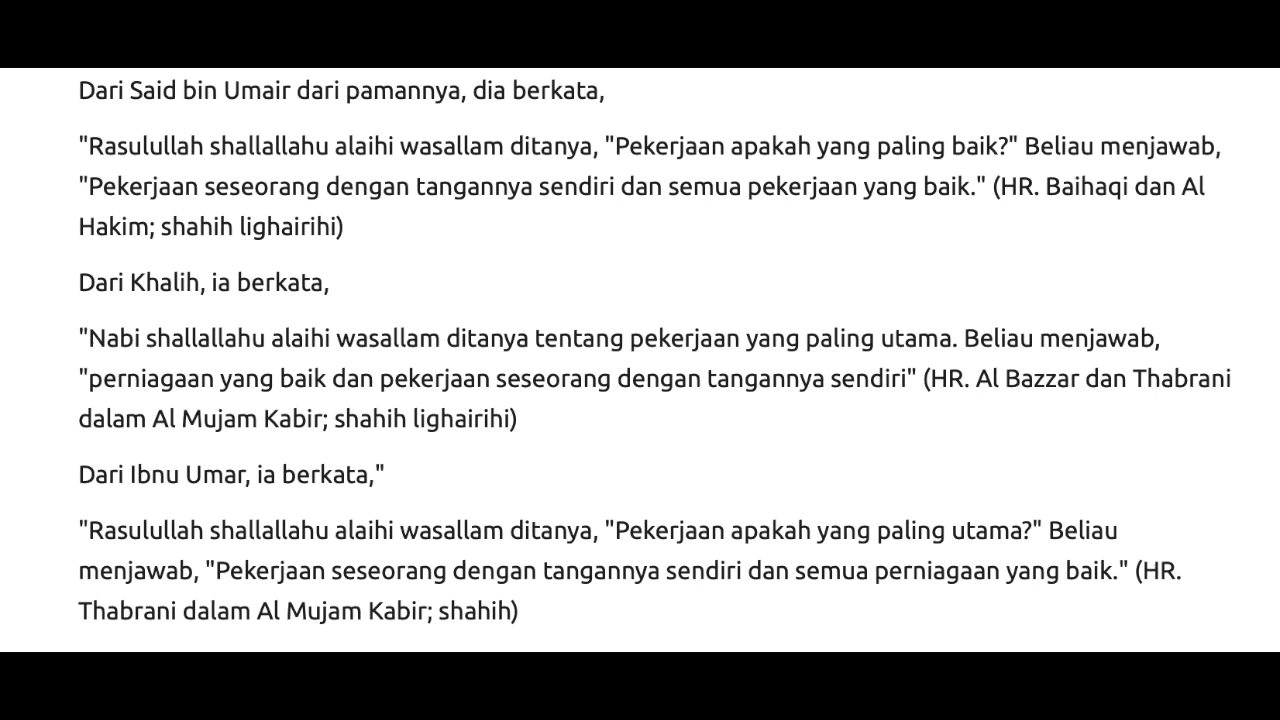 Dari Said bin Umair dari pamannya, dia berkata,
"Rasulullah shallallahu alaihi wasallam ditanya, "Pekerjaan apakah yang paling baik?" Beliau menjawab,
"Pekerjaan seseorang dengan tangannya sendiri dan semua pekerjaan yang baik." (HR. Baihaqi dan Al
Hakim; shahih lighairihi)
Dari Khalih, ia berkata,
"Nabi shallallahu alaihi wasallam ditanya tentang pekerjaan yang paling utama. Beliau menjawab,
"perniagaan yang baik dan pekerjaan seseorang dengan tangannya sendiri" (HR. Al Bazzar dan Thabrani
dalam Al Mujam Kabir; shahih lighairihi)
Dari Ibnu Umar, ia berkata,"
"Rasulullah shallallahu alaihi wasallam ditanya, "Pekerjaan apakah yang paling utama?" Beliau
menjawab, "Pekerjaan seseorang dengan tangannya sendiri dan semua perniagaan yang baik." (HR.
Thabrani dalam Al Mujam Kabir; shahih)